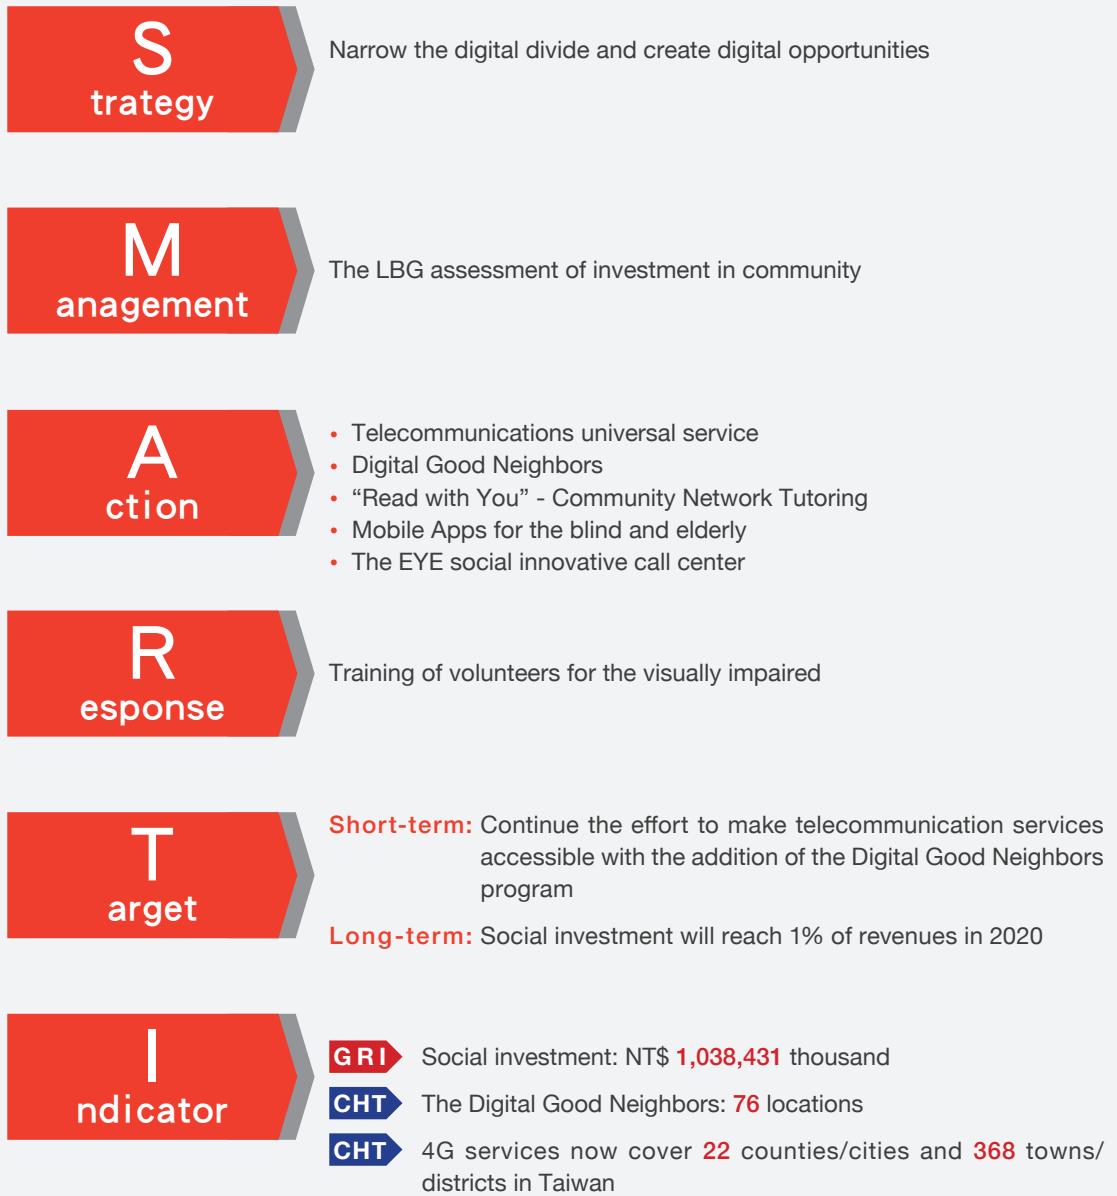 S
trategy
Narrow the digital divide and create digital opportunities
M
anagement
The LBG assessment of investment in community
A
ction
• Telecommunications universal service
• Digital Good Neighbors
• “Read with You” - Community Network Tutoring
• Mobile Apps for the blind and elderly
• The EYE social innovative call center
R
esponse
Training of volunteers for the visually impaired
T
arget
Short-term: Continue the effort to make telecommunication services
accessible with the addition of the Digital Good Neighbors
program
Long-term: Social investment will reach 1% of revenues in 2020
I
ndicator
GRI Social investment: NT$ 1,038,431 thousand
CHT The Digital Good Neighbors: 76 locations
CHT 4G services now cover 22 counties/cities and 368 towns/
districts in Taiwan